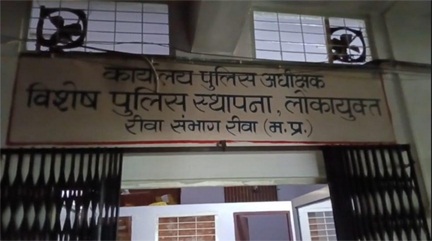 कार्यालय पुलिस अधीक्षक
विशेष पुलिस स्थापना, लोकायुक्त
रीवा संभाग रीवा (म.प्र.)